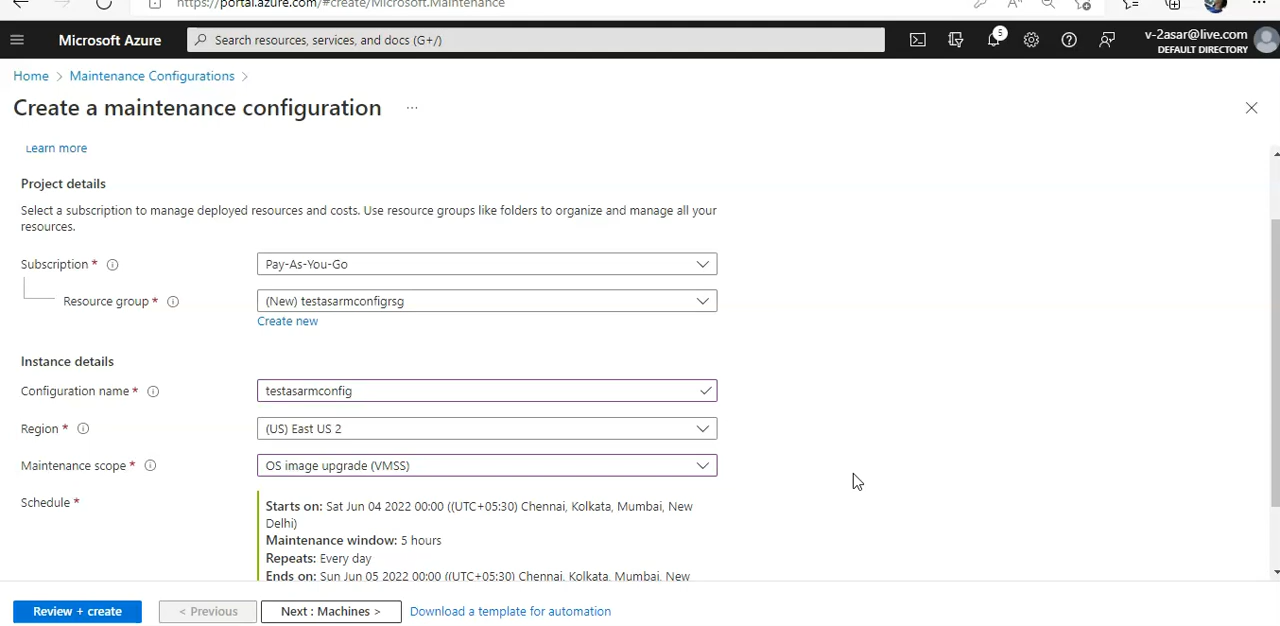 https://portal.azure.com/#create/Microsoft.Maintenance
Microsoft Azure
Search resources, services, and docs (G+/)
5
v-2asar@live.com
DEFAULT DIRECTORY
Home > Maintenance Configurations >
Create a maintenance configuration ...
Learn more
Project details
Select a subscription to manage deployed resources and costs. Use resource groups like folders to organize and manage all your
resources.
Subscription *
Pay-As-You-Go
Resource group *
(New) testasarmconfigrsg
Create new
Instance details
Configuration name *
testasarmconfig
Region *
(US) East US 2
Maintenance scope *
OS image upgrade (VMSS)
Schedule *
Starts on: Sat Jun 04 2022 00:00 ((UTC+05:30) Chennai, Kolkata, Mumbai, New
Delhi)
Maintenance window: 5 hours
Repeats: Every day
Ends on: Sun Jun 05 2022 00:00 ((UTC+05:30) Chennai, Kolkata, Mumbai, New
Review + create
< Previous
Next : Machines >
Download a template for automation